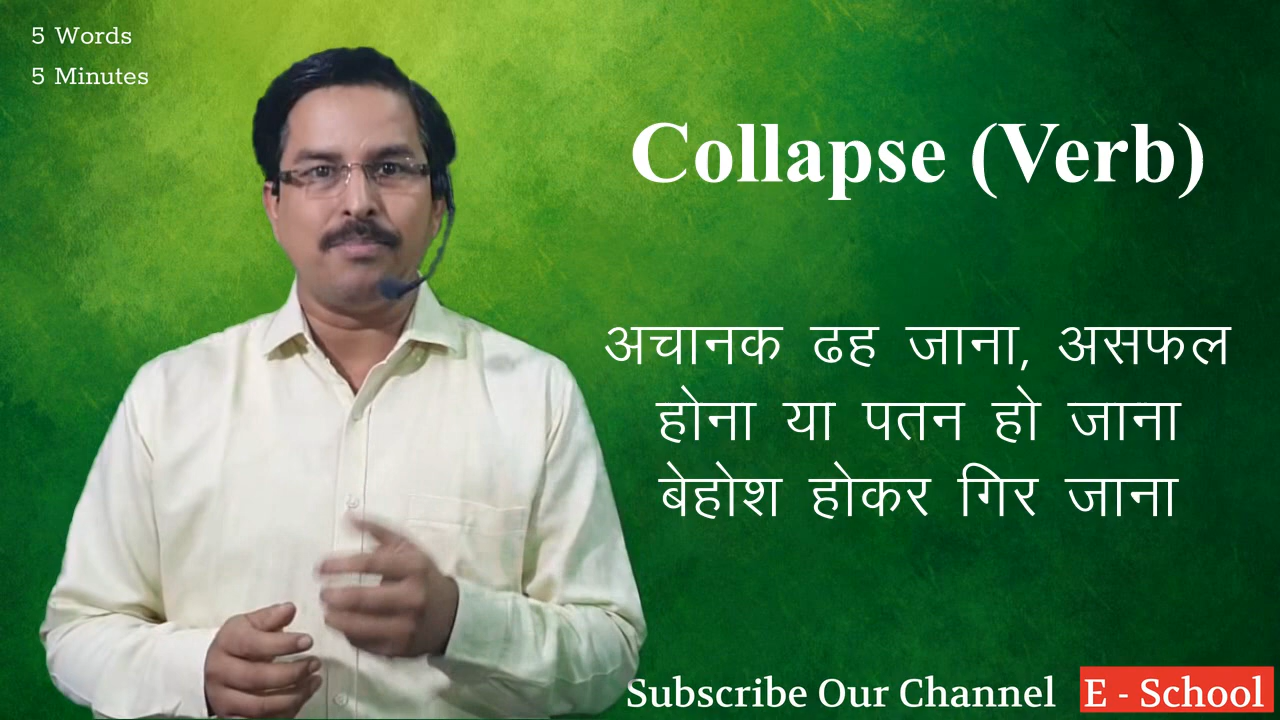 5 Words
5 Minutes
Collapse (Verb)
अचानक ढह जाना, असफल
होना या पतन हो जाना
बेहोश होकर गिर जाना
Subscribe Our Channel E - School